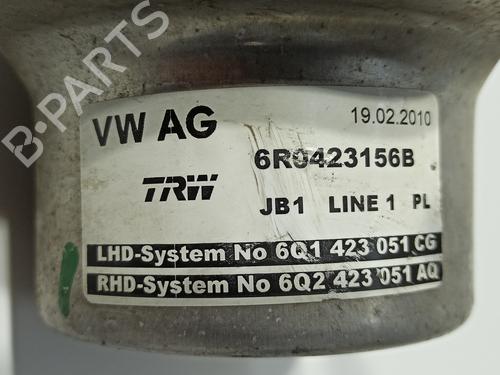 B-PARTS
VW AG
19.02.2010
6R0423156B
TRW
JB1 LINE 1 PL
LHD-System No 6Q1 423 051 CG
RHD-System No 6Q2 423 051 AQ